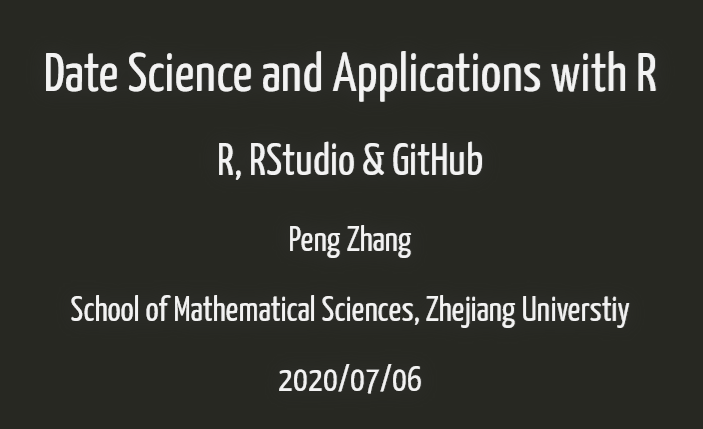 Date Science and Applications with R
R, RStudio & GitHub
Peng Zhang
School of Mathematical Sciences, Zhejiang Universtiy
2020/07/06